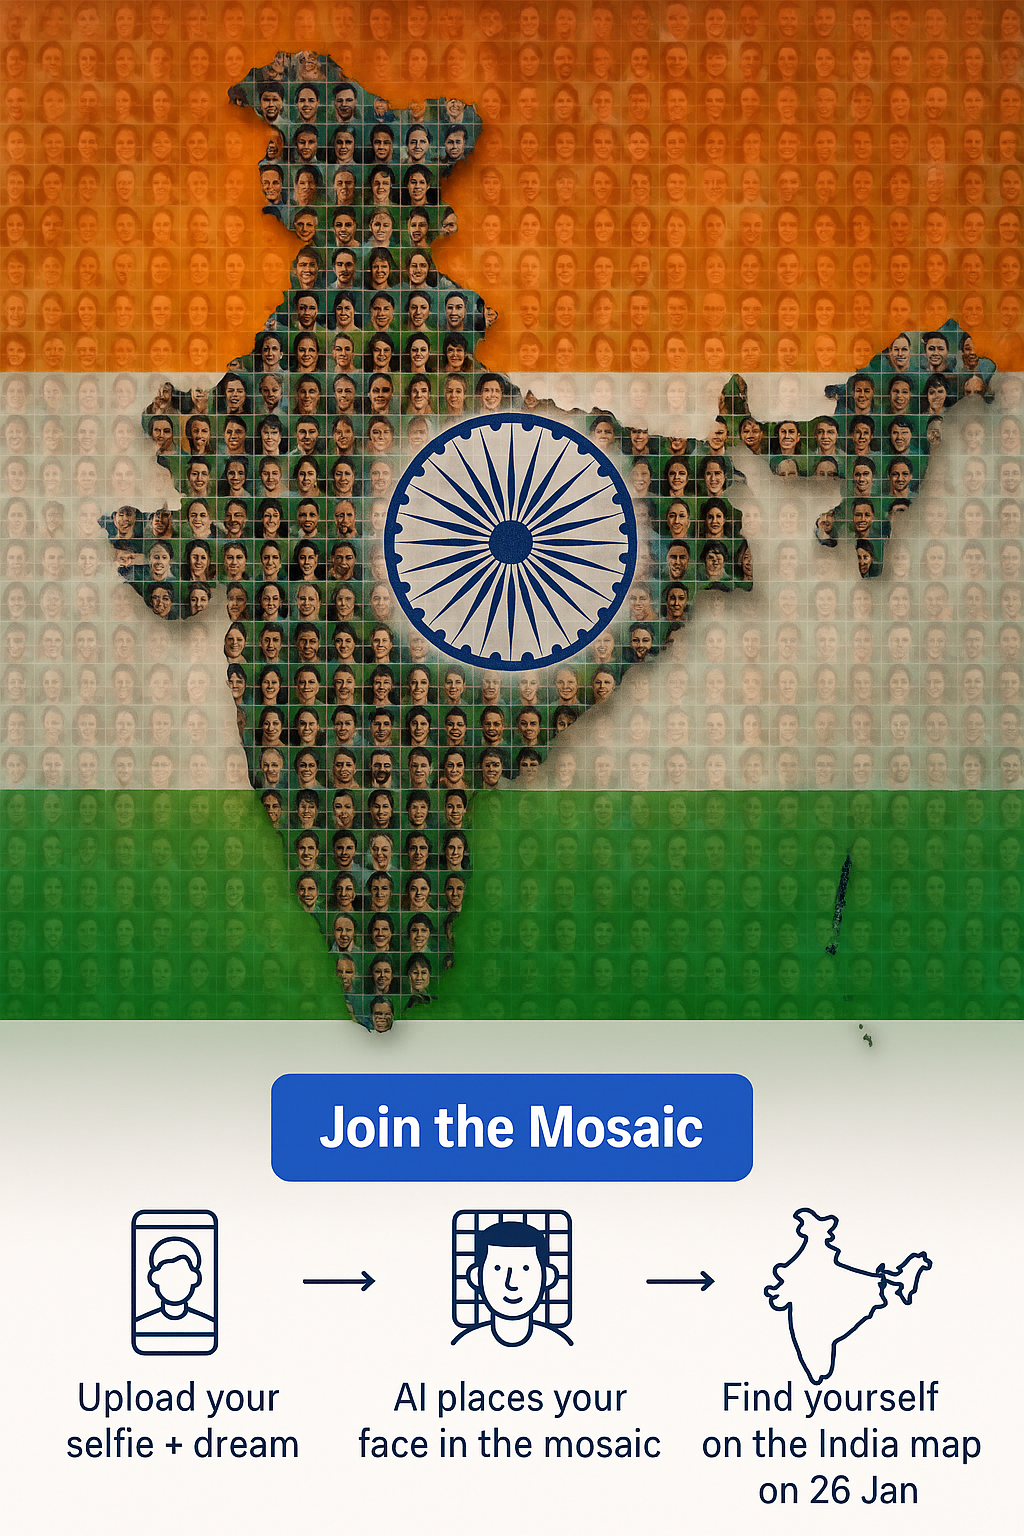 Join the Mosaic
Upload your
selfie + dream
AI places your
face in the mosaic
Find yourself
on the India map
on 26 Jan